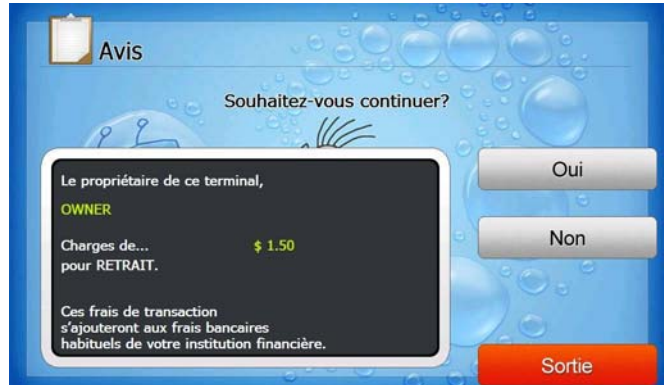 Avis
Souhaitez-vous continuer?
Le propriétaire de ce terminal,
OWNER
Charges de... $ 1.50
pour RETRAIT.
Ces frais de transaction
s'ajouteront aux frais bancaires
habituels de votre institution financière.
Oui
Non
Sortie